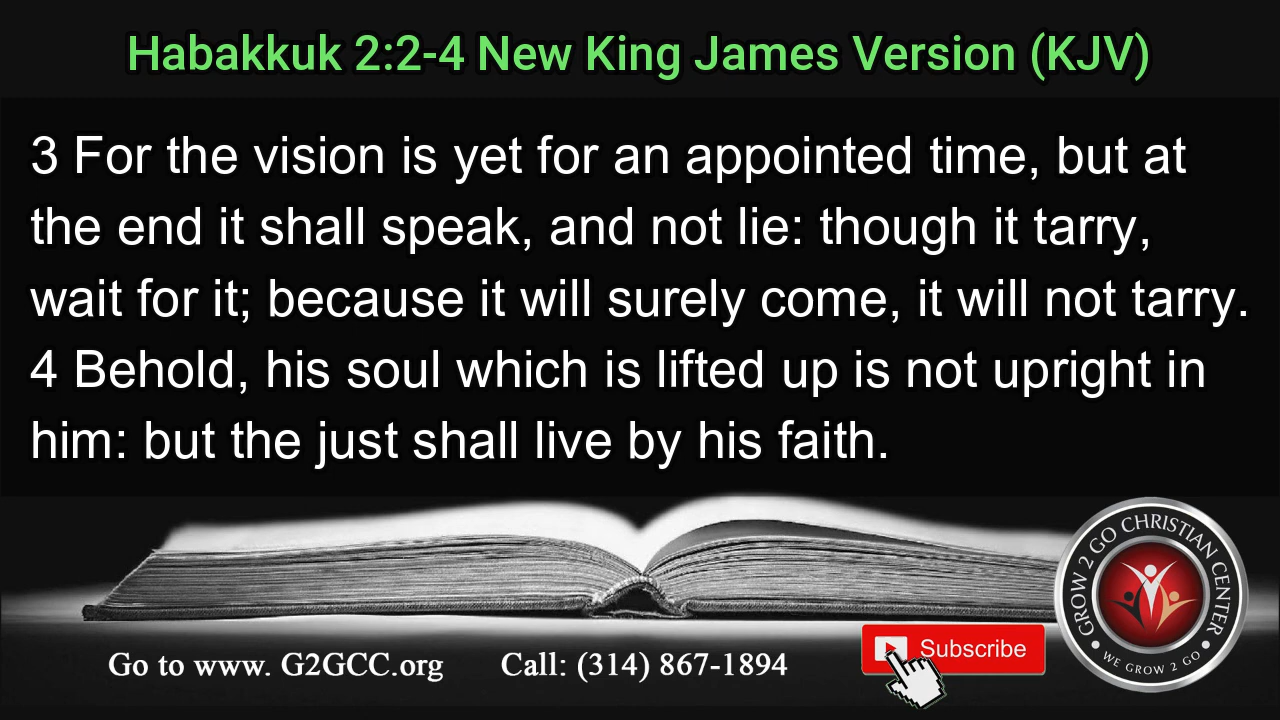 Habakkuk 2:2-4 New King James Version (KJV)
3 For the vision is yet for an appointed time, but at
the end it shall speak, and not lie: though it tarry,
wait for it; because it will surely come, it will not tarry.
4 Behold, his soul which is lifted up is not upright in
him: but the just shall live by his faith.
GROW 2 GO CHRISTIAN CENTER
• WE GROW 2 GO •
Subscribe
Go to www. G2GCC.org Call: (314) 867-1894